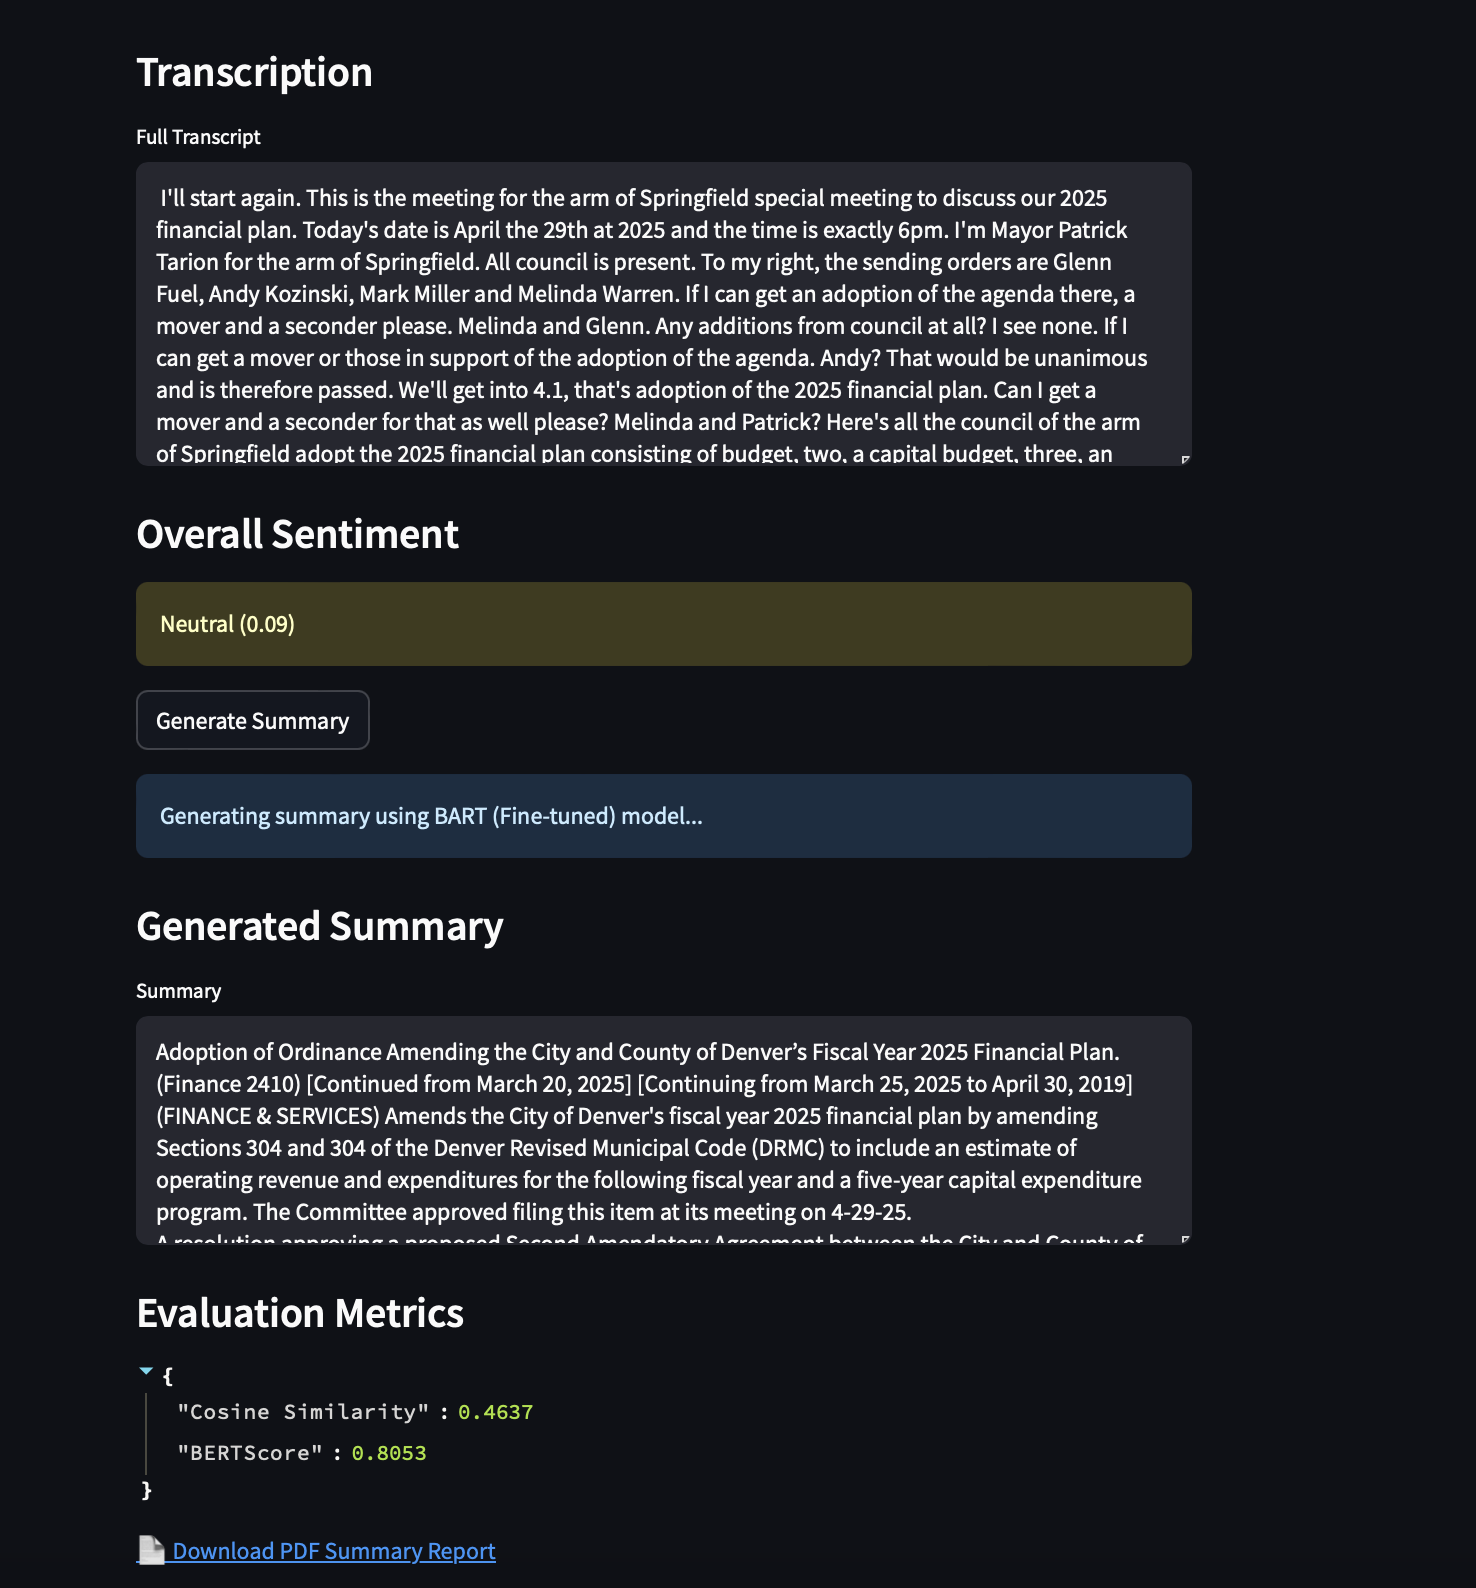 Transcription
Full Transcript
I'll start again. This is the meeting for the arm of Springfield special meeting to discuss our 2025
financial plan. Today's date is April the 29th at 2025 and the time is exactly 6pm. I'm Mayor Patrick
Tarion for the arm of Springfield. All council is present. To my right, the sending orders are Glenn
Fuel, Andy Kozinski, Mark Miller and Melinda Warren. If I can get an adoption of the agenda there, a
mover and a seconder please. Melinda and Glenn. Any additions from council at all? I see none. If I
can get a mover or those in support of the adoption of the agenda. Andy? That would be unanimous
and is therefore passed. We'll get into 4.1, that's adoption of the 2025 financial plan. Can I get a
mover and a seconder for that as well please? Melinda and Patrick? Here's all the council of the arm
of Springfield adopt the 2025 financial plan consisting of budget, two, a capital budget, three, an
Overall Sentiment
Neutral (0.09)
Generate Summary
Generating summary using BART (Fine-tuned) model...
Generated Summary
Summary
Adoption of Ordinance Amending the City and County of Denver’s Fiscal Year 2025 Financial Plan.
(Finance 2410) [Continued from March 20, 2025] [Continuing from March 25, 2025 to April 30, 2019]
(FINANCE & SERVICES) Amends the City of Denver's fiscal year 2025 financial plan by amending
Sections 304 and 304 of the Denver Revised Municipal Code (DRMC) to include an estimate of
operating revenue and expenditures for the following fiscal year and a five-year capital expenditure
program. The Committee approved filing this item at its meeting on 4-29-25.
A resolution approving a proposed Second Amendatory Agreement between the City and County of
Evaluation Metrics
{
"Cosine Similarity" : 0.4637
"BERTScore" : 0.8053
}
Download PDF Summary Report